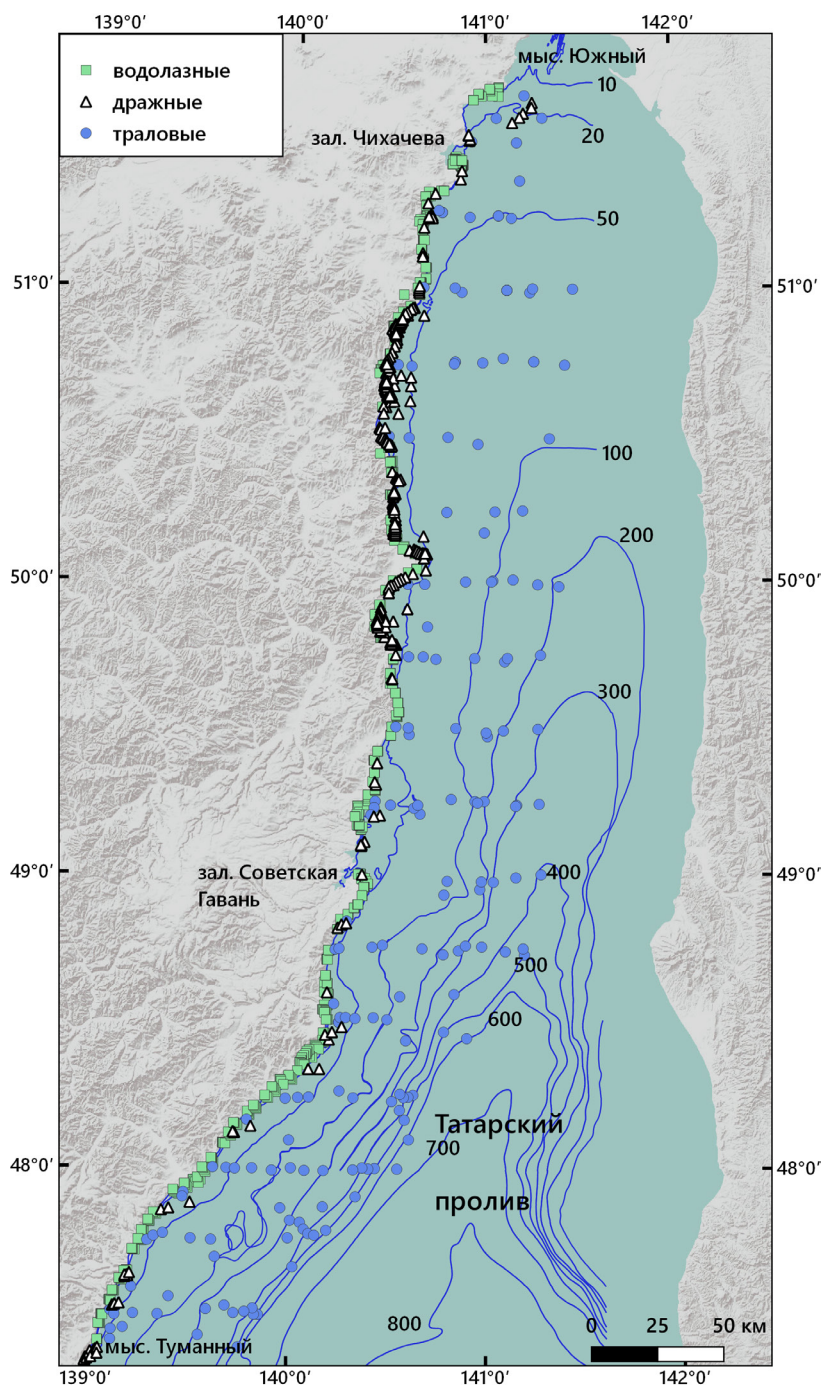 139°0′ 140°0′ 141°0′ 142°0′
мыс. Южный
водолазные
дражные
траловые
10
зал. Чихачева
20
50
51°0′ 51°0′
100
200
50°0′ 50°0′
300
49°0′ 49°0′
зал. Советская
Гавань
400
500
600
Татарский
700
48°0′ 48°0′
пролив
800
0 25 50 км
мыс. Туманный
139°0′ 140°0′ 141°0′ 142°0′